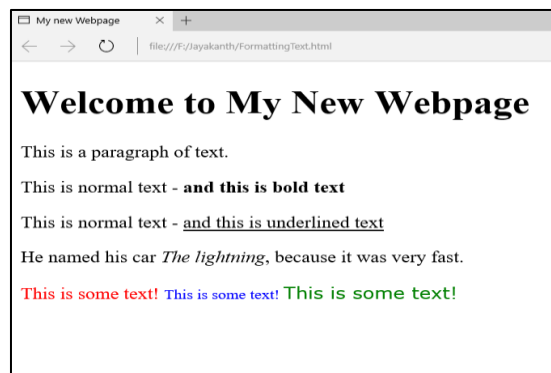 My new Webpage
file:///F:/Jayakanth/FormattingText.html
Welcome to My New Webpage
This is a paragraph of text.
This is normal text - and this is bold text
This is normal text - and this is underlined text
He named his car The lightning, because it was very fast.
This is some text! This is some text! This is some text!